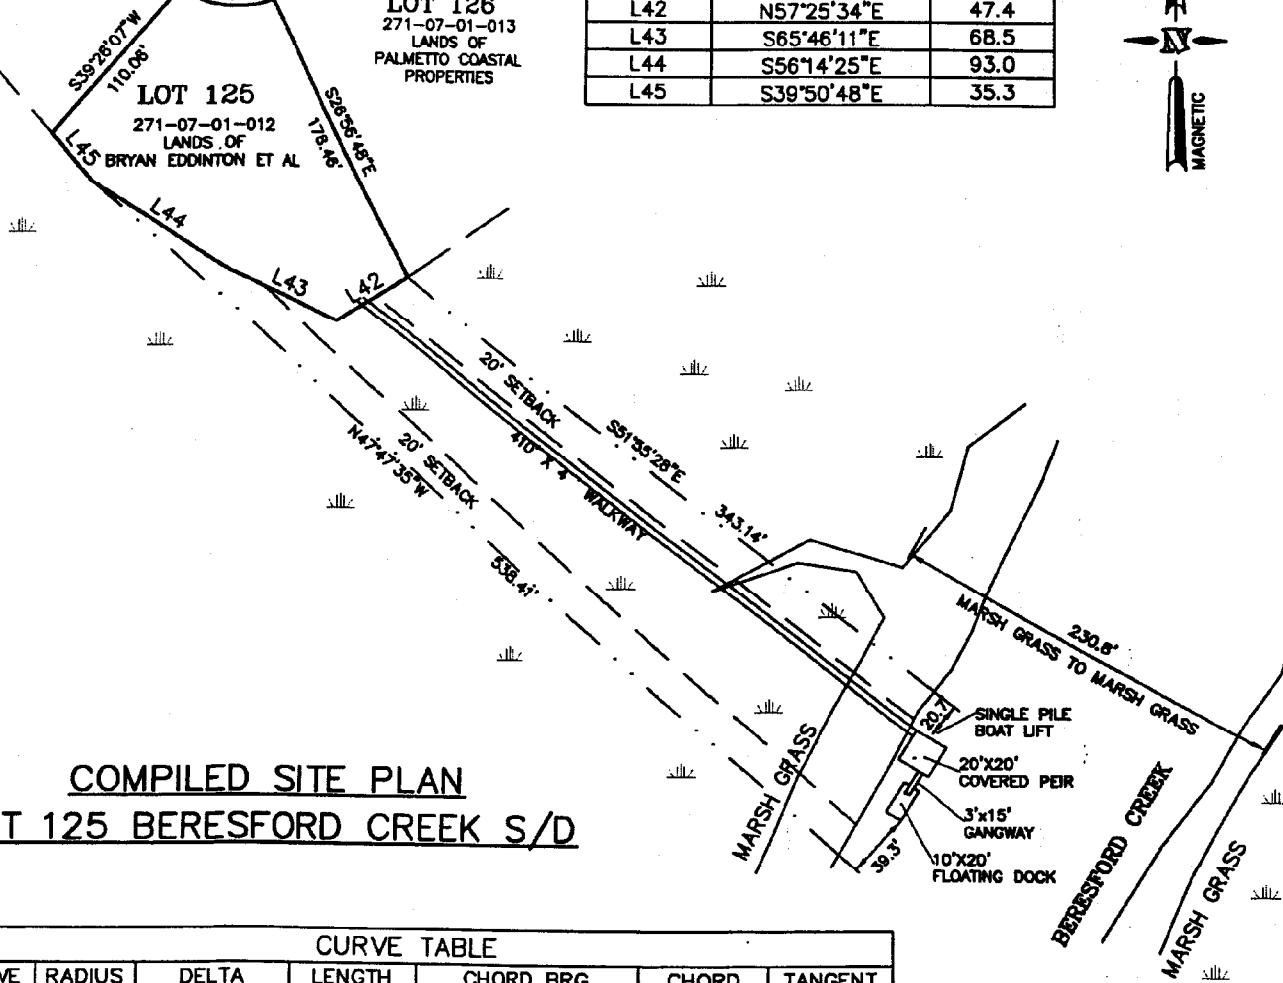 LOT 126
271-07-01-013
LANDS OF
PALMETTO COASTAL
PROPERTIES
L42 N57°25'34"E 47.4
L43 S65°46'11"E 68.5
L44 S56°14'25"E 93.0
L45 S39°50'48"E 35.3
N
MAGNETIC
S39°26'07"W
110.06'
LOT 125
271-07-01-012
LANDS OF
BRYAN EDDINTON ET AL
S26°56'48"E
178.46'
L45
L44
L43
L42
20' SETBACK
S51°55'28"E
343.14'
410' X 4' WALKWAY
20' SETBACK
N47°47'35"W
538.47'
MARSH GRASS TO MARSH GRASS
230.8'
20.7
SINGLE PILE
BOAT LIFT
20'X20'
COVERED PEIR
3'x15'
GANGWAY
10'X20'
FLOATING DOCK
39.3'
MARSH GRASS
BERESFORD CREEK
MARSH GRASS
COMPILED SITE PLAN
T 125 BERESFORD CREEK S/D
CURVE TABLE
VE RADIUS DELTA LENGTH CHORD BRG CHORD TANGENT